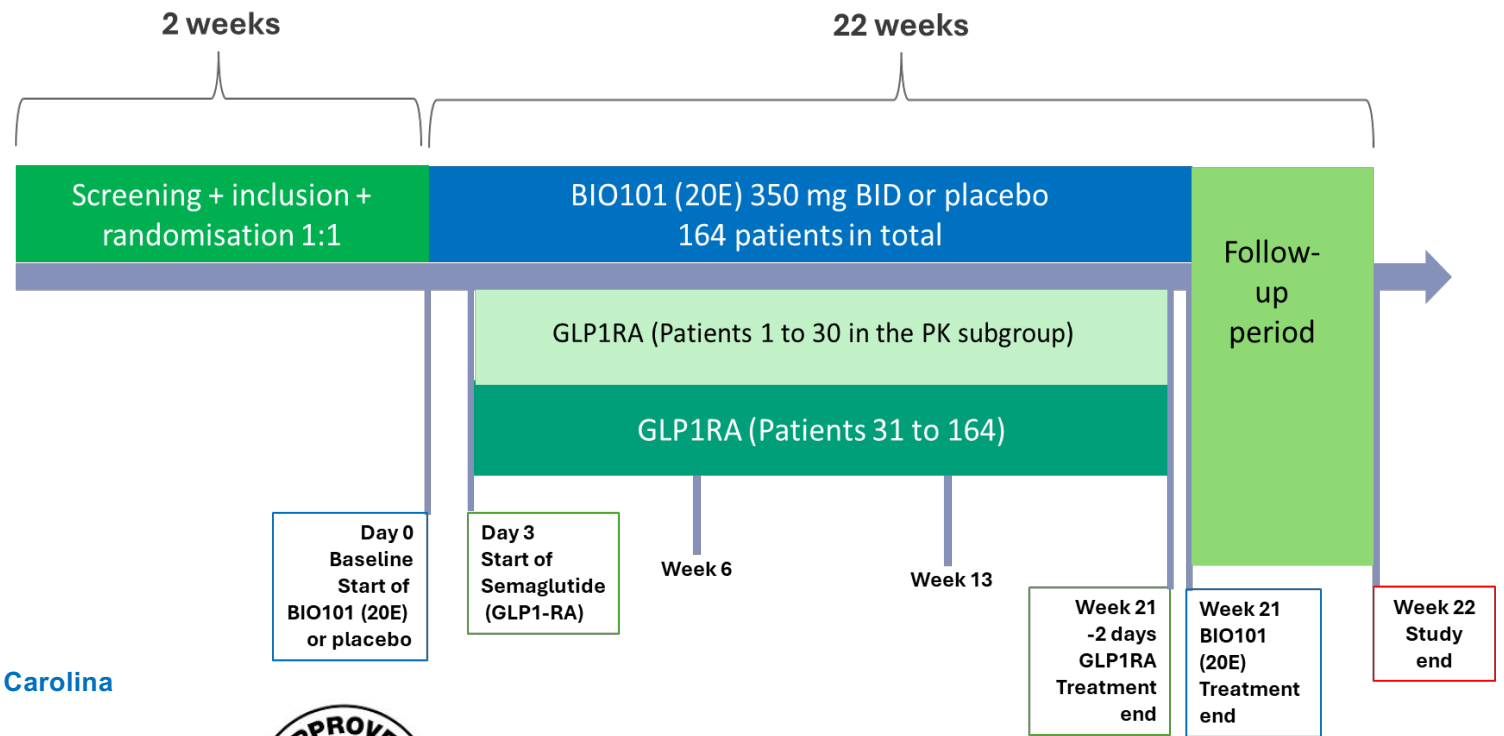 2 weeks
22 weeks
Screening + inclusion +
randomisation 1:1
BIO101 (20E) 350 mg BID or placebo
164 patients in total
Follow-
up
period
GLP1RA (Patients 1 to 30 in the PK subgroup)
GLP1RA (Patients 31 to 164)
Day 0
Baseline
Start of
BIO101 (20E)
or placebo
Day 3
Start of
Semaglutide
(GLP1-RA)
Week 6
Week 13
Week 21
-2 days
GLP1RA
Treatment
end
Week 21
BIO101
(20E)
Treatment
end
Week 22
Study
end
Carolina